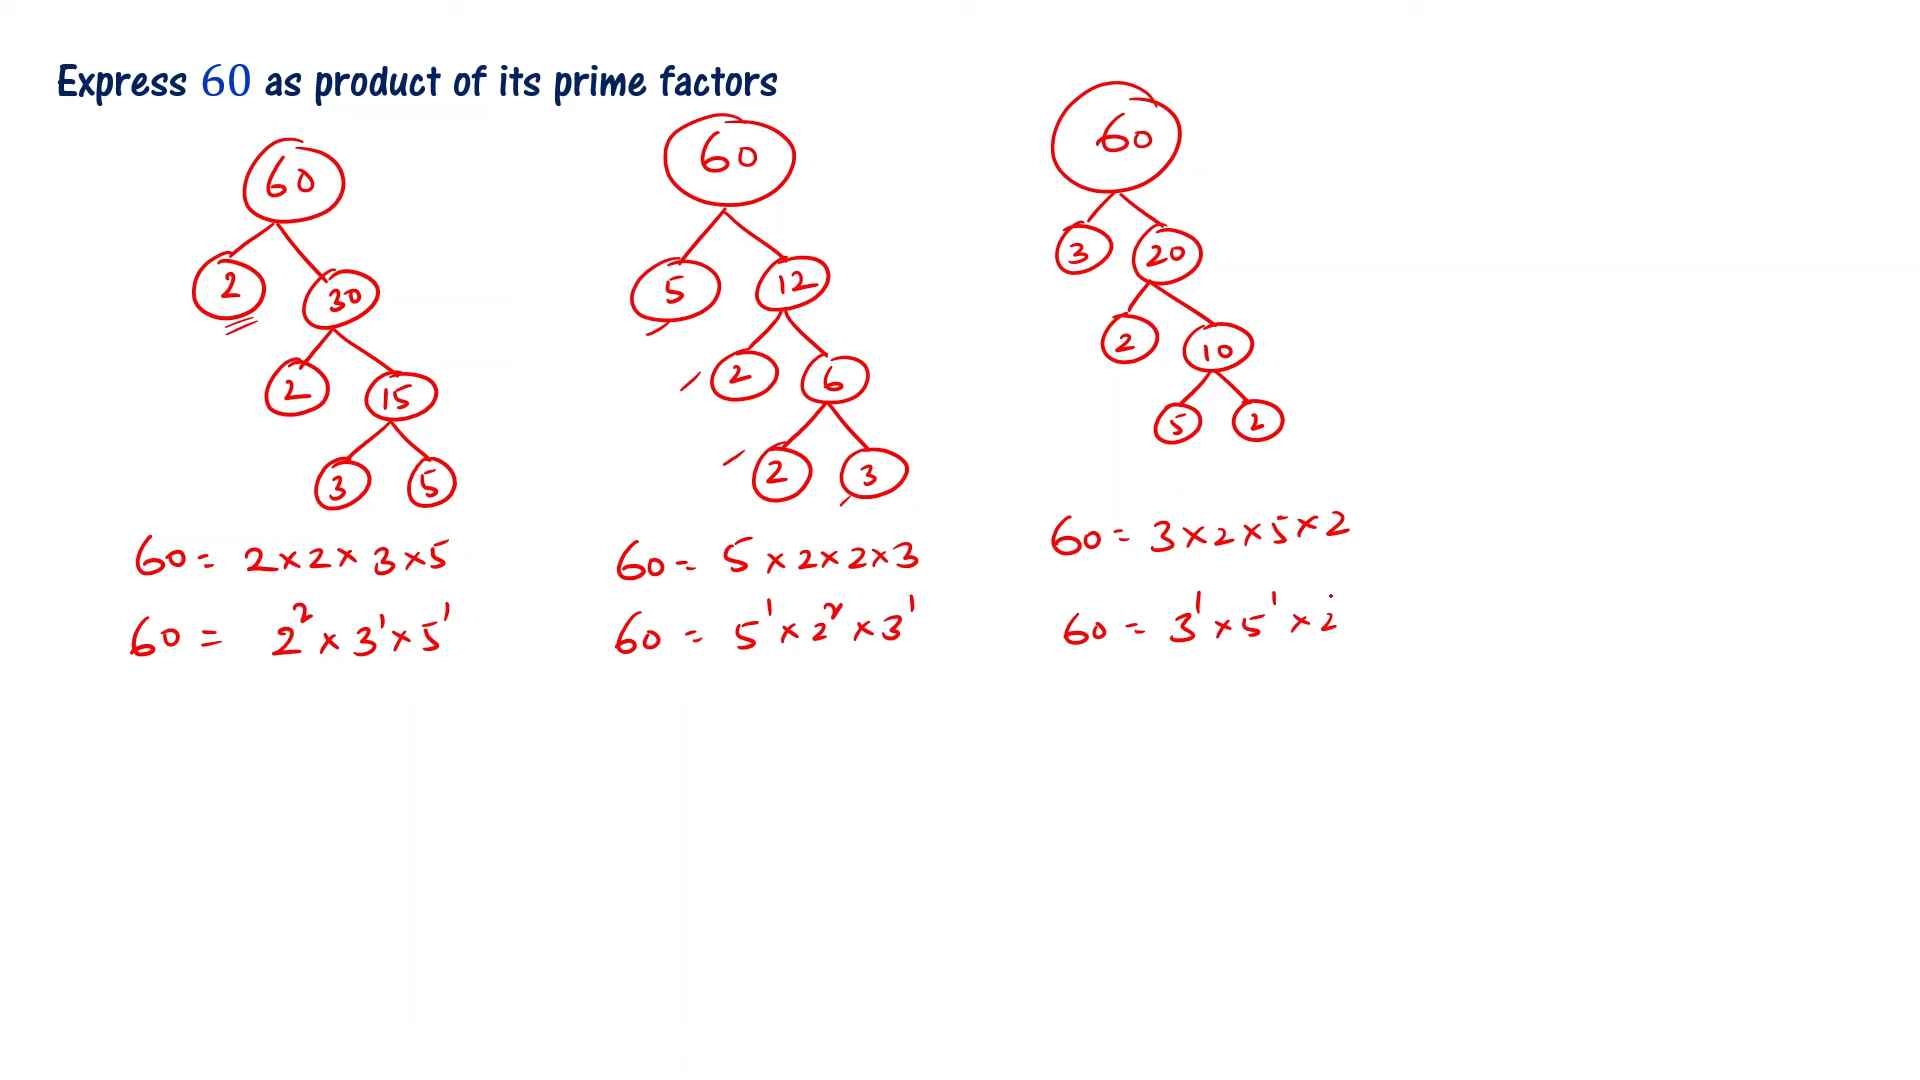 Express 60 as product of its prime factors
60
2 30
2 15
3 5
60 = 2 × 2 × 3 × 5
60 = 2² × 3¹ × 5¹
60
5 12
2 6
2 3
60 = 5 × 2 × 2 × 3
60 = 5¹ × 2² × 3¹
60
3 20
2 10
5 2
60 = 3 × 2 × 5 × 2
60 = 3¹ × 5¹ × 2